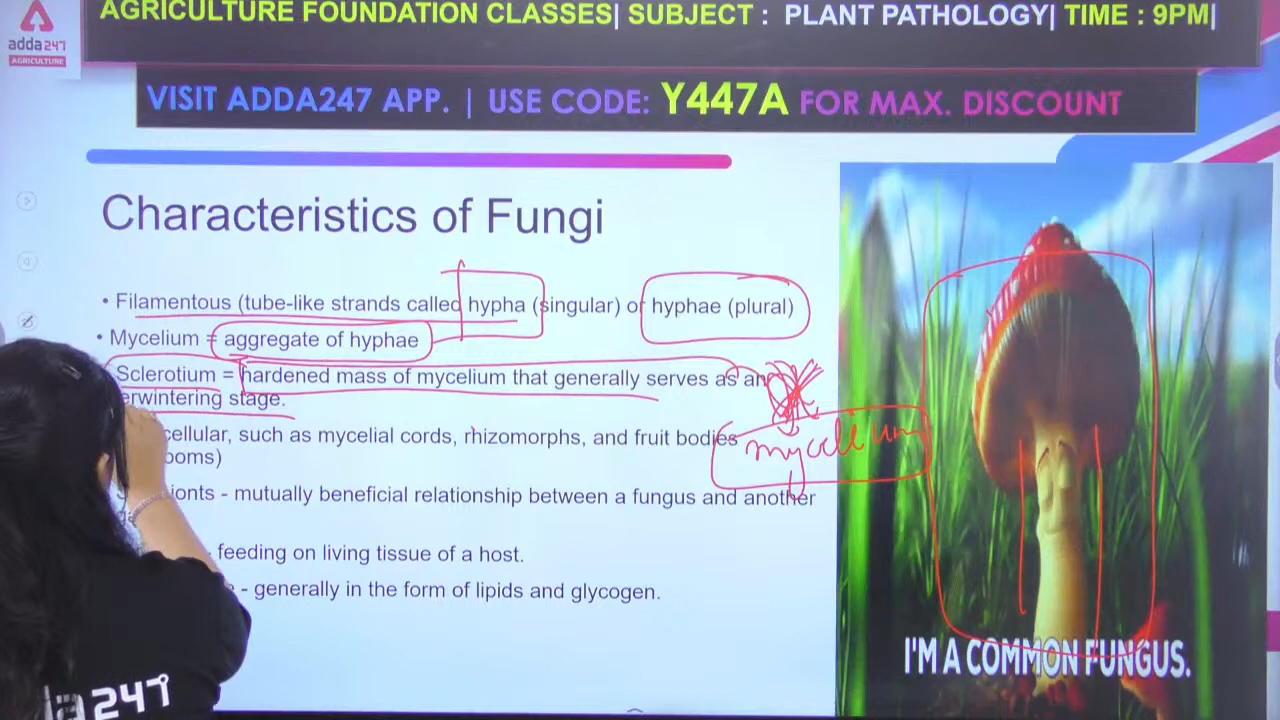 AGRICULTURE FOUNDATION CLASSES| SUBJECT : PLANT PATHOLOGY| TIME : 9PM|
adda247
AGRICULTURE
VISIT ADDA247 APP. | USE CODE: Y447A FOR MAX. DISCOUNT
Characteristics of Fungi
• Filamentous (tube-like strands called hypha (singular) or hyphae (plural)
• Mycelium = aggregate of hyphae
Sclerotium = hardened mass of mycelium that generally serves as an
erwintering stage.
cellular, such as mycelial cords, rhizomorphs, and fruit bodies
ooms)
mycelium
ionts - mutually beneficial relationship between a fungus and another
- feeding on living tissue of a host.
- generally in the form of lipids and glycogen.
I'M A COMMON FUNGUS.
a 247